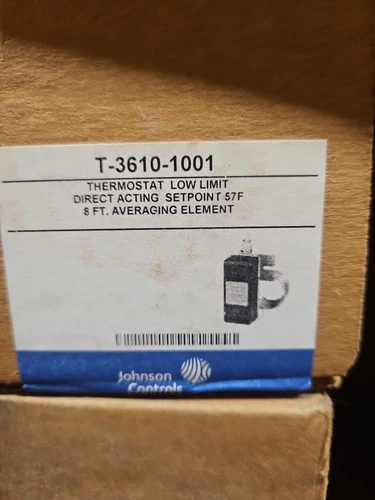 T-3610-1001
THERMOSTAT LOW LIMIT
DIRECT ACTING SETPOINT 57F
8 FT. AVERAGING ELEMENT
Johnson
Controls